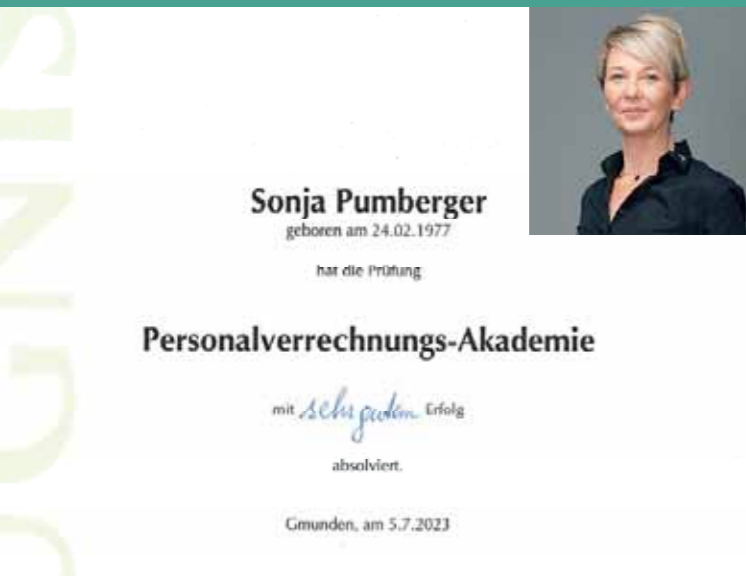 UGNIS
Sonja Pumberger
geboren am 24.02.1977
hat die Prüfung
Personalverrechnungs-Akademie
mit sehr gutem Erfolg
absolviert.
Gmunden, am 5.7.2023